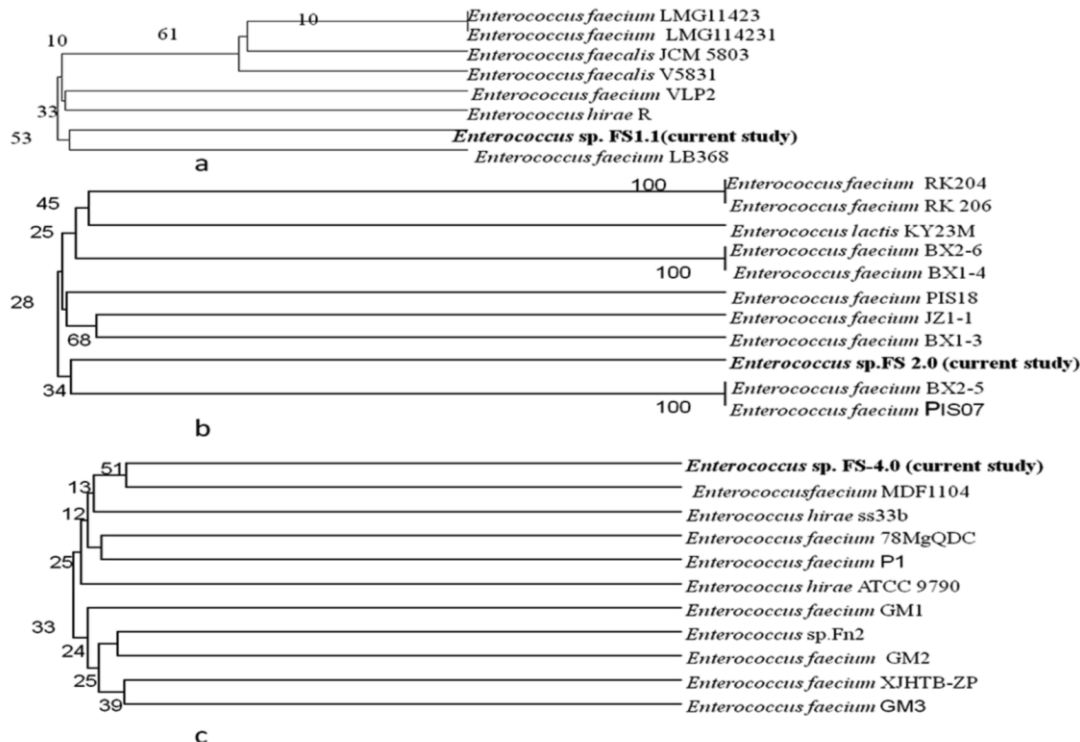 Enterococcus faecium LMG11423
10
Enterococcus faecium LMG114231
61
10
Enterococcus faecalis JCM 5803
Enterococcus faecalis V5831
Enterococcus faecium VLP2
33
Enterococcus hirae R
53
Enterococcus sp. FS1.1(current study)
Enterococcus faecium LB368
a
100
Enterococcus faecium RK204
45
Enterococcus faecium RK 206
25
Enterococcus lactis KY23M
Enterococcus faecium BX2-6
100
Enterococcus faecium BX1-4
28
Enterococcus faecium PIS18
Enterococcus faecium JZ1-1
68
Enterococcus faecium BX1-3
Enterococcus sp.FS 2.0 (current study)
34
Enterococcus faecium BX2-5
100
Enterococcus faecium PIS07
b
51
Enterococcus sp. FS-4.0 (current study)
13
Enterococcusfaecium MDF1104
12
Enterococcus hirae ss33b
Enterococcus faecium 78MgQDC
25
Enterococcus faecium P1
Enterococcus hirae ATCC 9790
Enterococcus faecium GM1
33
Enterococcus sp.Fn2
24
Enterococcus faecium GM2
25
Enterococcus faecium XJHTB-ZP
39
Enterococcus faecium GM3
c